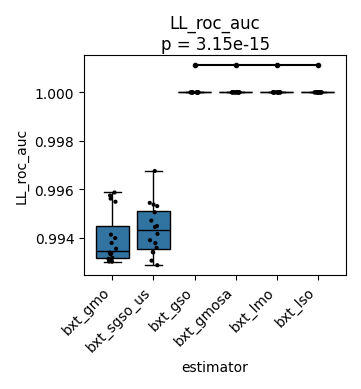 LL_roc_auc
p = 3.15e-15
LL_roc_auc
1.000
0.998
0.996
0.994
bxt_gmo
bxt_sgso_us
bxt_gso
bxt_gmosa
bxt_lmo
bxt_lso
estimator